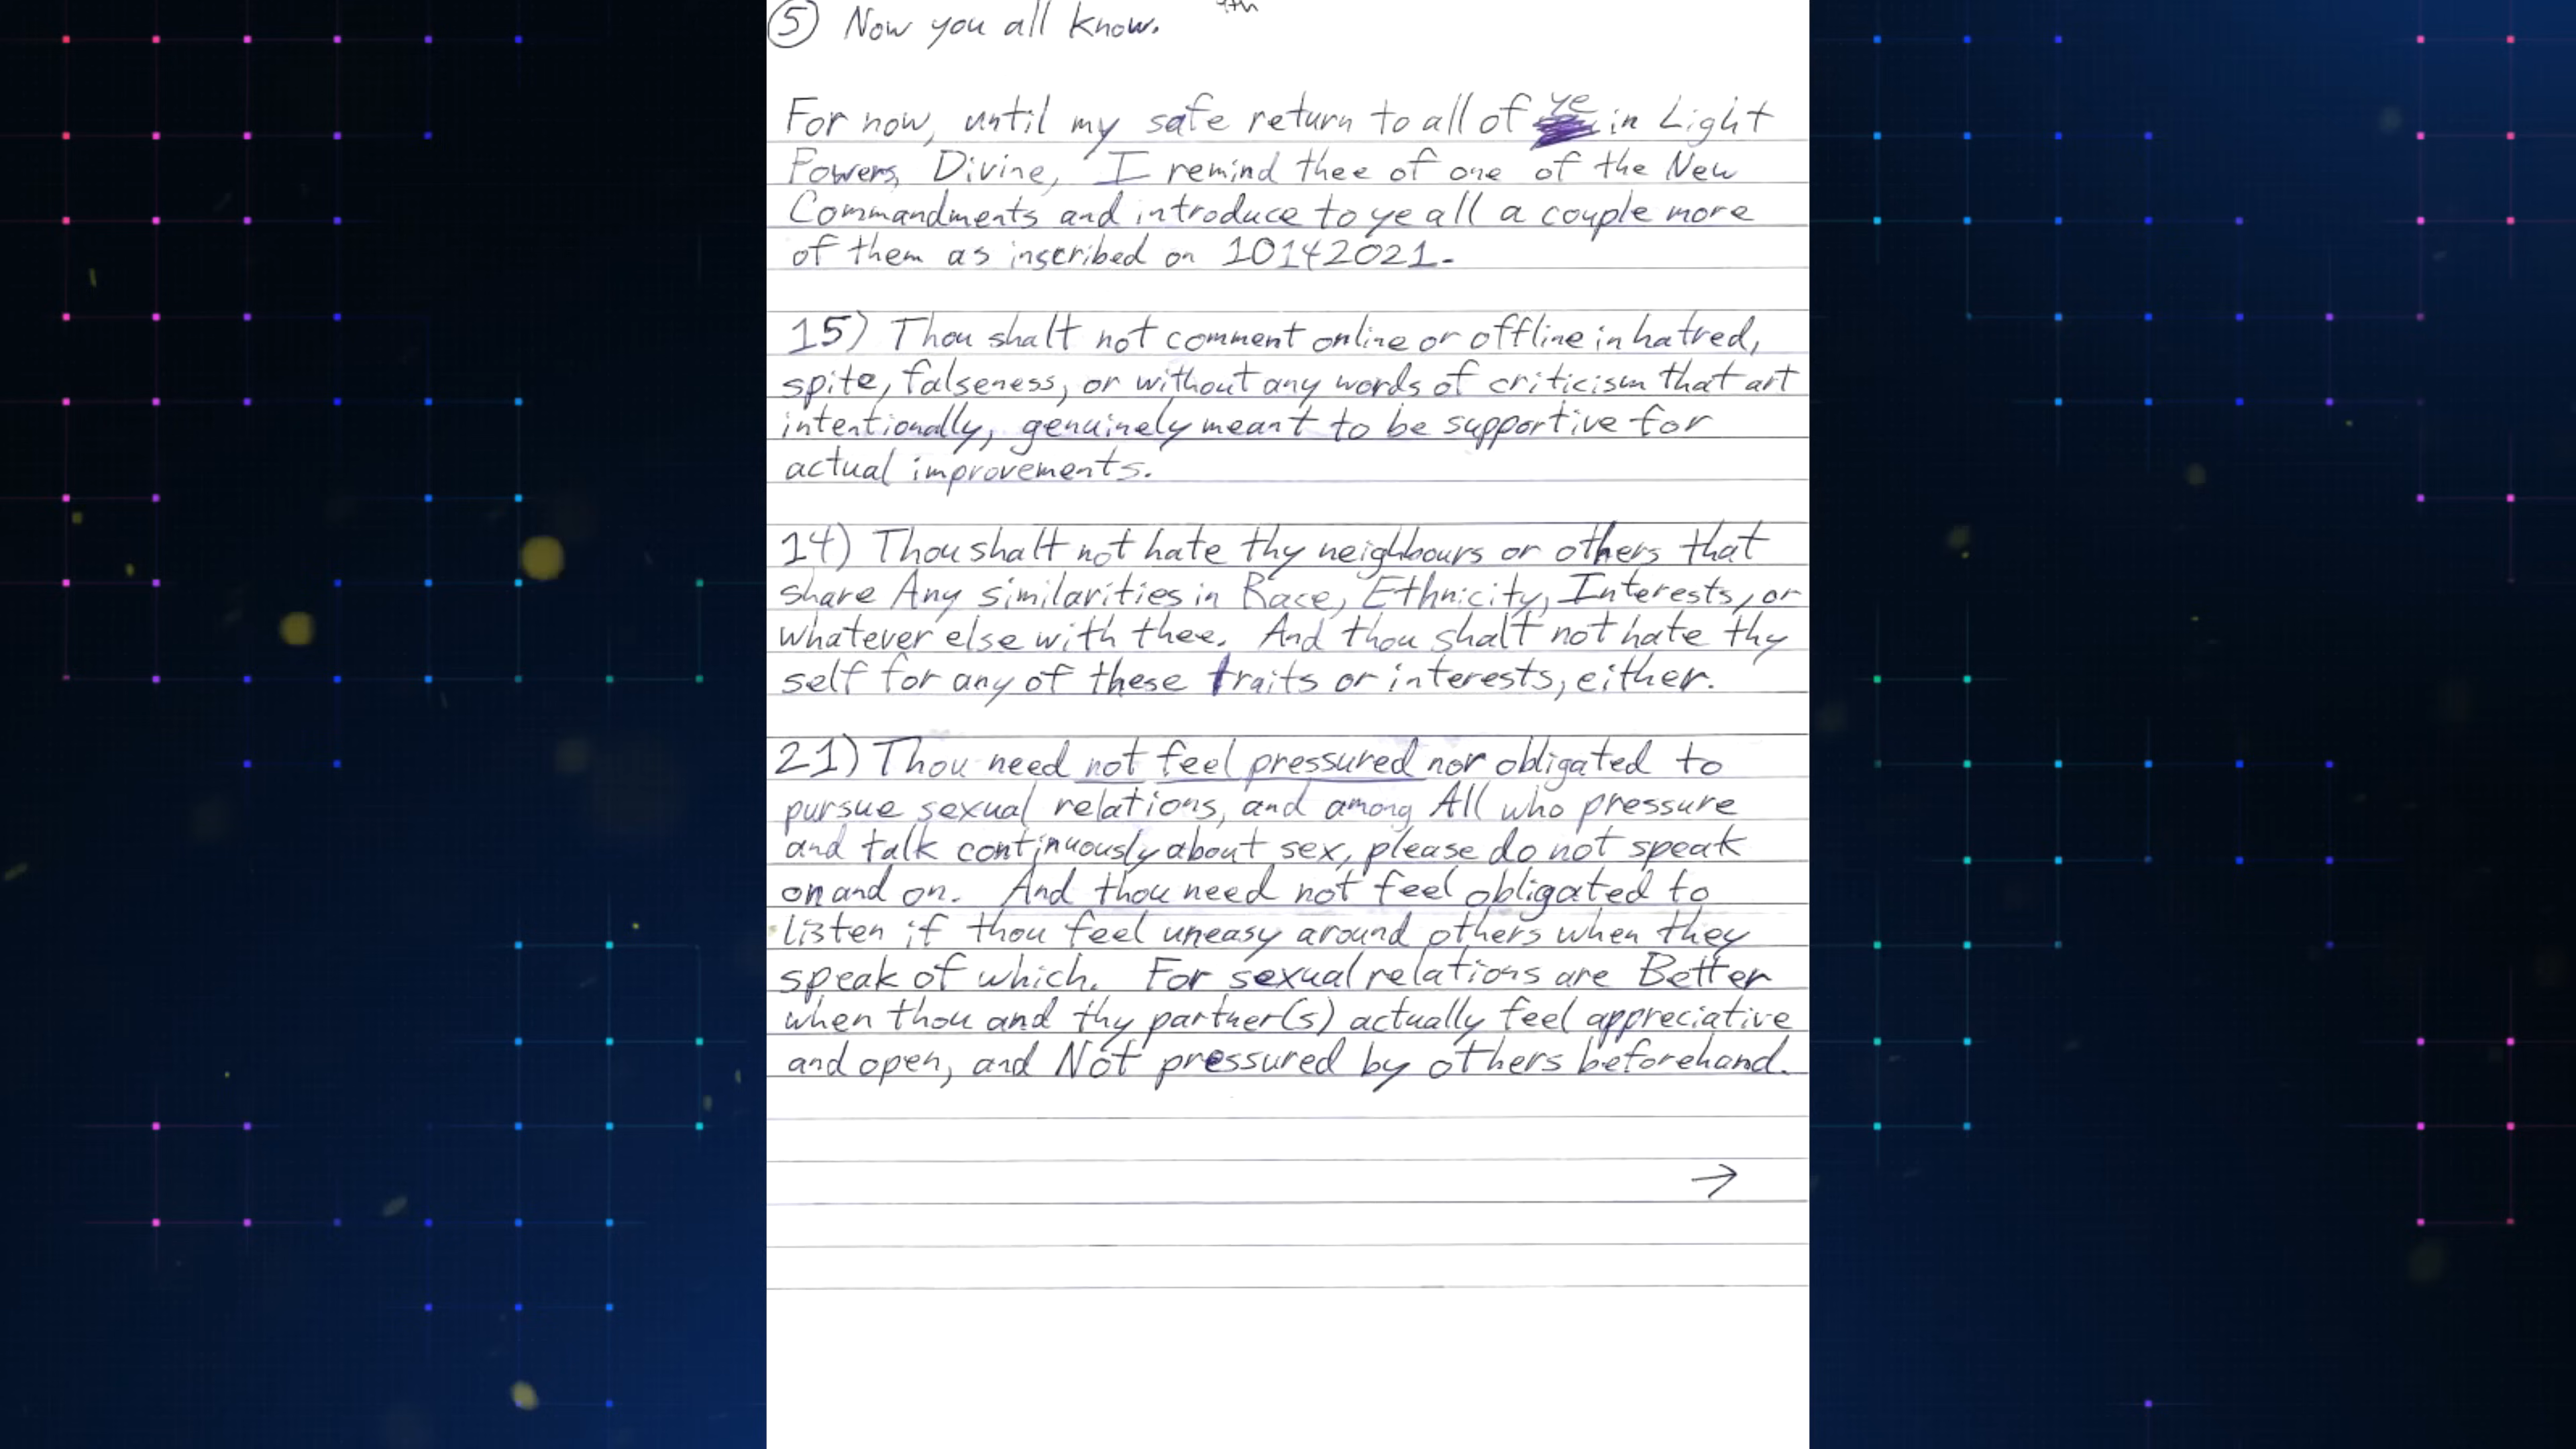 4th
⑤ Now you all know.
For now, until my safe return to all of ye in Light
Powers, Divine, I remind thee of one of the New
Commandments and introduce to ye all a couple more
of them as inscribed on 10142021.
15) Thou shalt not comment online or offline in hatred,
spite, falseness, or without any words of criticism that art
intentionally, genuinely meant to be supportive for
actual improvements.
14) Thou shalt not hate thy neighbours or others that
share Any similarities in Race, Ethnicity, Interests, or
whatever else with thee. And thou shalt not hate thy
self for any of these traits or interests, either.
21) Thou need not feel pressured nor obligated to
pursue sexual relations, and among All who pressure
and talk continuously about sex, please do not speak
on and on. And thou need not feel obligated to
listen if thou feel uneasy around others when they
speak of which. For sexual relations are Better
when thou and thy partner(s) actually feel appreciative
and open, and Not pressured by others beforehand.
→